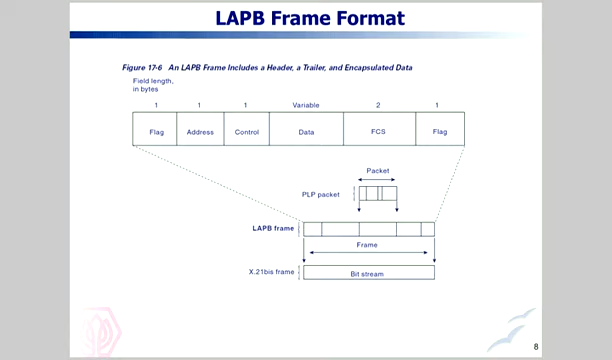 LAPB Frame Format
Figure 17-6 An LAPB Frame Includes a Header, a Trailer, and Encapsulated Data
Field length,
in bytes
1 1 1 Variable 2 1
Flag Address Control Data FCS Flag
Packet
PLP packet
LAPB frame
Frame
X.21bis frame
Bit stream
8